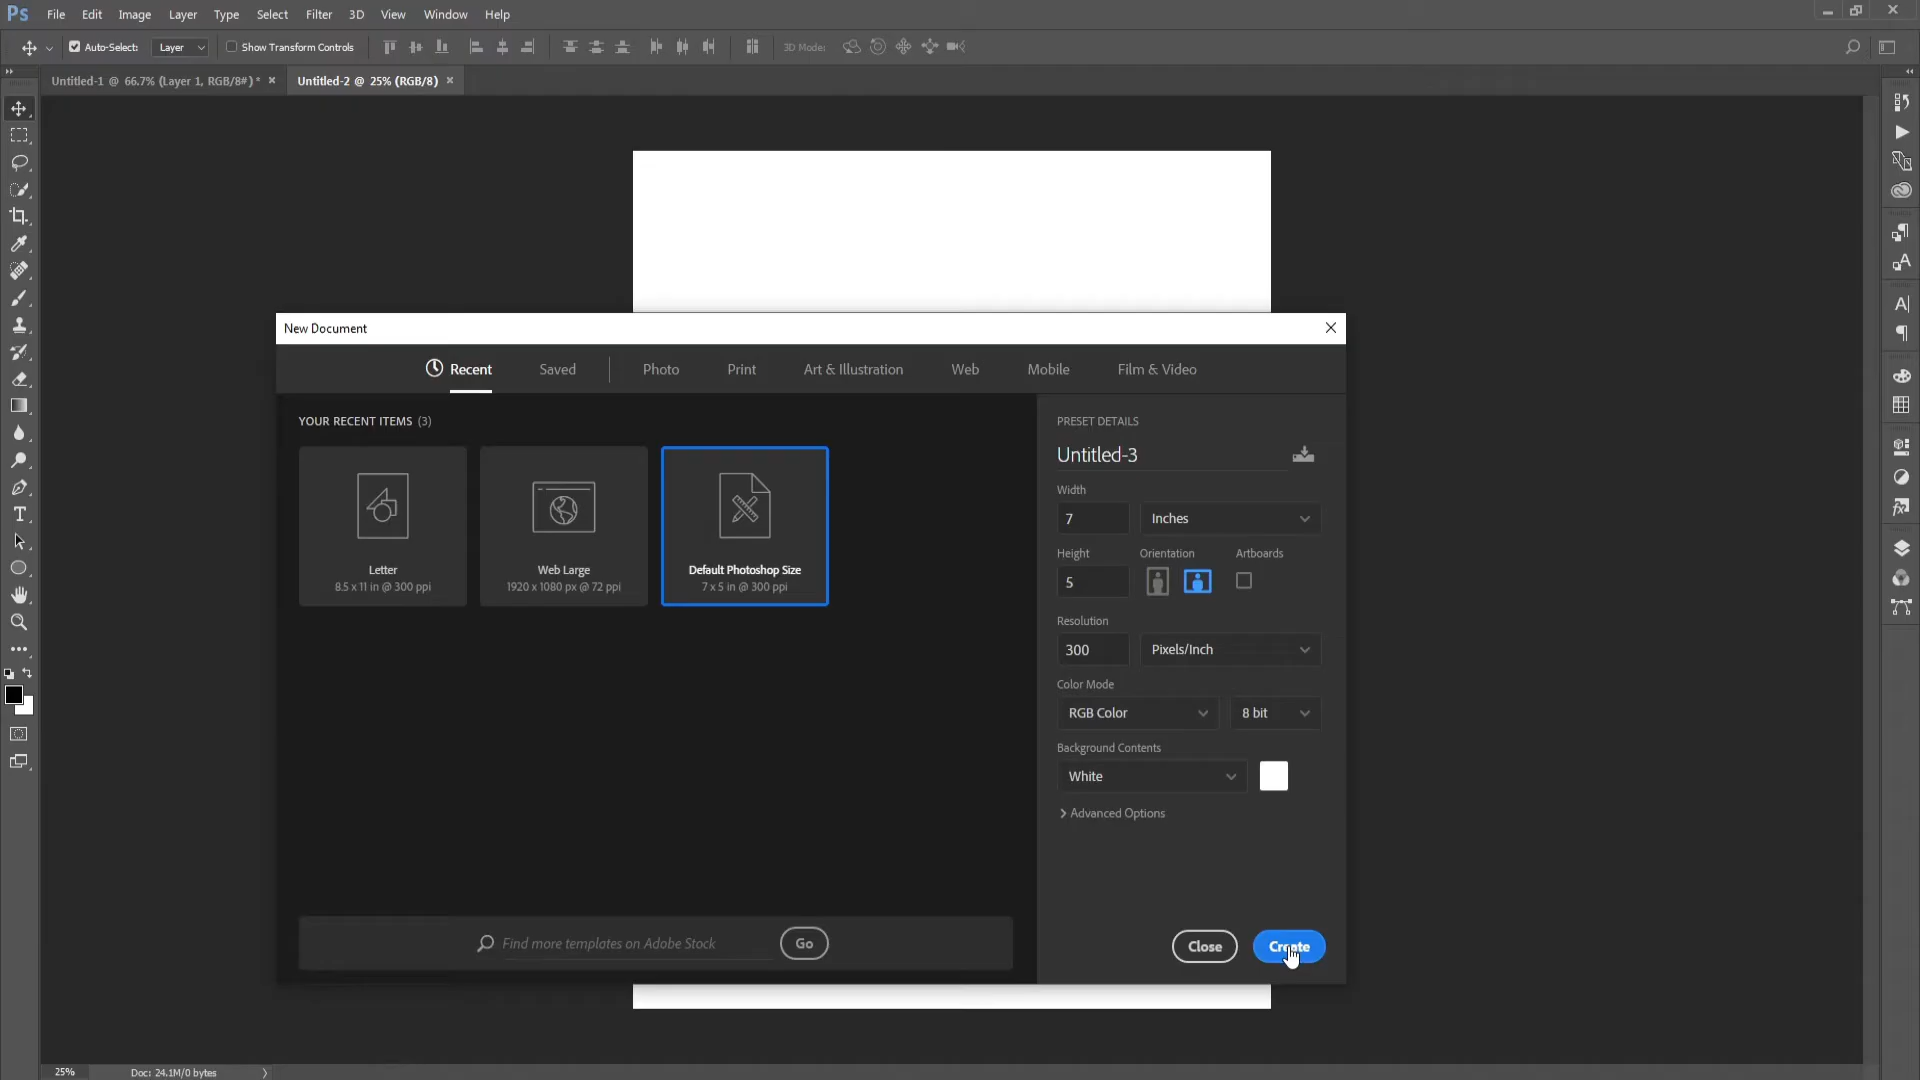 Ps File Edit Image Layer Type Select Filter 3D View Window Help
Auto-Select: Layer Show Transform Controls 3D Mode:
Untitled-1 @ 66.7% (Layer 1, RGB/8#) * × Untitled-2 @ 25% (RGB/8) ×
New Document
Recent Saved Photo Print Art & Illustration Web Mobile Film & Video
YOUR RECENT ITEMS (3)
Letter
8.5 x 11 in @ 300 ppi
Web Large
1920 x 1080 px @ 72 ppi
Default Photoshop Size
7 x 5 in @ 300 ppi
Find more templates on Adobe Stock Go
PRESET DETAILS
Untitled-3
Width
7 Inches
Height Orientation Artboards
5
Resolution
300 Pixels/Inch
Color Mode
RGB Color 8 bit
Background Contents
White
Advanced Options
Close Create
25% Doc: 24.1M/0 bytes